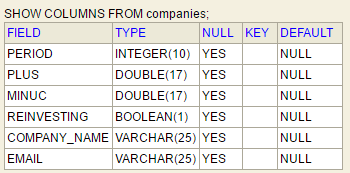 SHOW COLUMNS FROM companies;
FIELD TYPE NULL KEY DEFAULT
PERIOD INTEGER(10) YES NULL
PLUS DOUBLE(17) YES NULL
MINUC DOUBLE(17) YES NULL
REINVESTING BOOLEAN(1) YES NULL
COMPANY_NAME VARCHAR(25) YES NULL
EMAIL VARCHAR(25) YES NULL